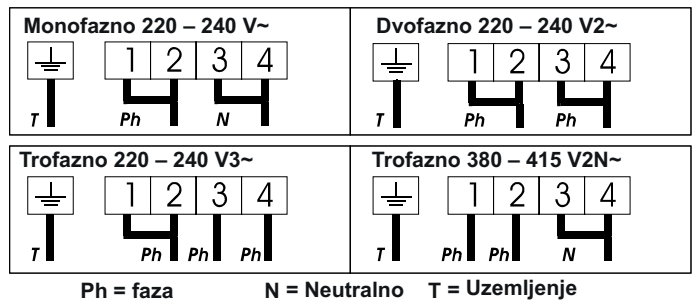 Monofazno 220 – 240 V~
1 2 3 4
T Ph N
Dvofazno 220 – 240 V2~
1 2 3 4
T Ph Ph
Trofazno 220 – 240 V3~
1 2 3 4
T Ph Ph Ph
Trofazno 380 – 415 V2N~
1 2 3 4
T Ph Ph N
Ph = faza N = Neutralno T = Uzemljenje